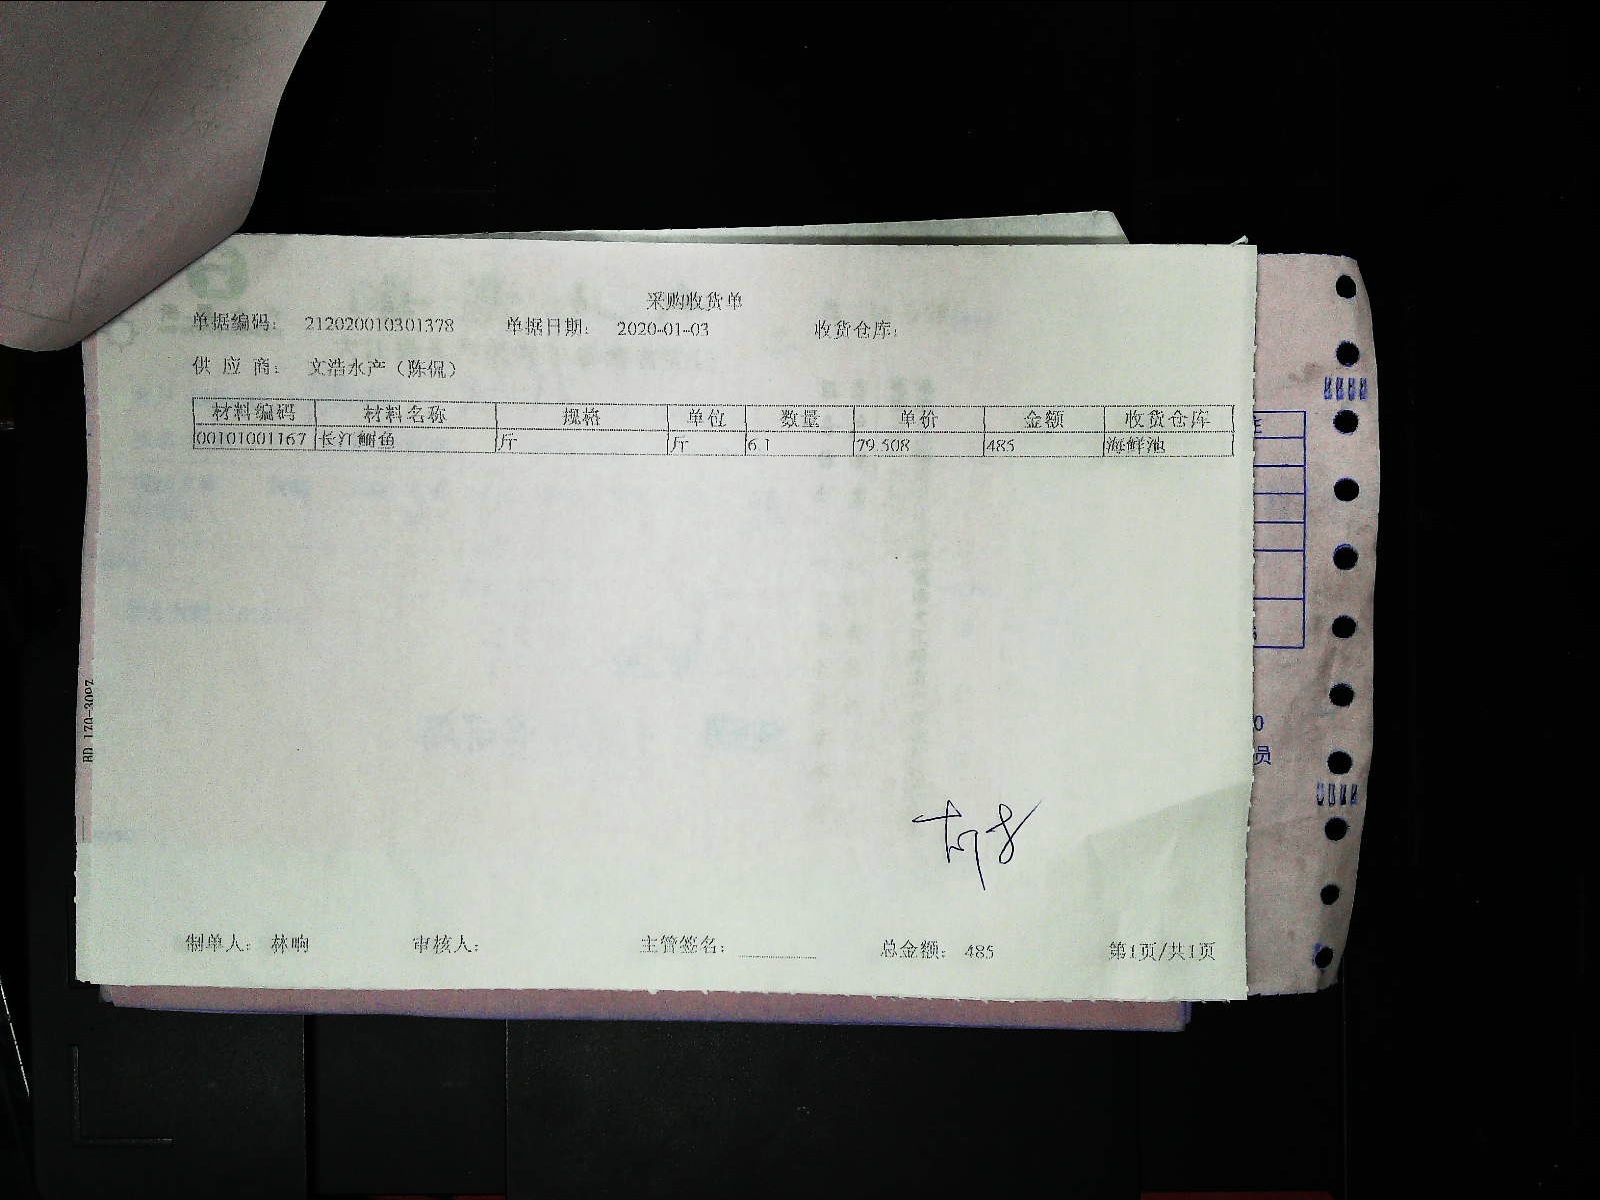 采购收货单
单据编码: 212020010301378 单据日期: 2020-01-03 收货仓库:
供 应 商: 文浩水产（陈侃）
材料编码 材料名称 规格 单位 数量 单价 金额 收货仓库
00101001167 长江鮰鱼 斤 斤 6.1 79.508 485 海鲜池
制单人: 林响 审核人: 主管签名: 总金额: 485 第1页/共1页
员